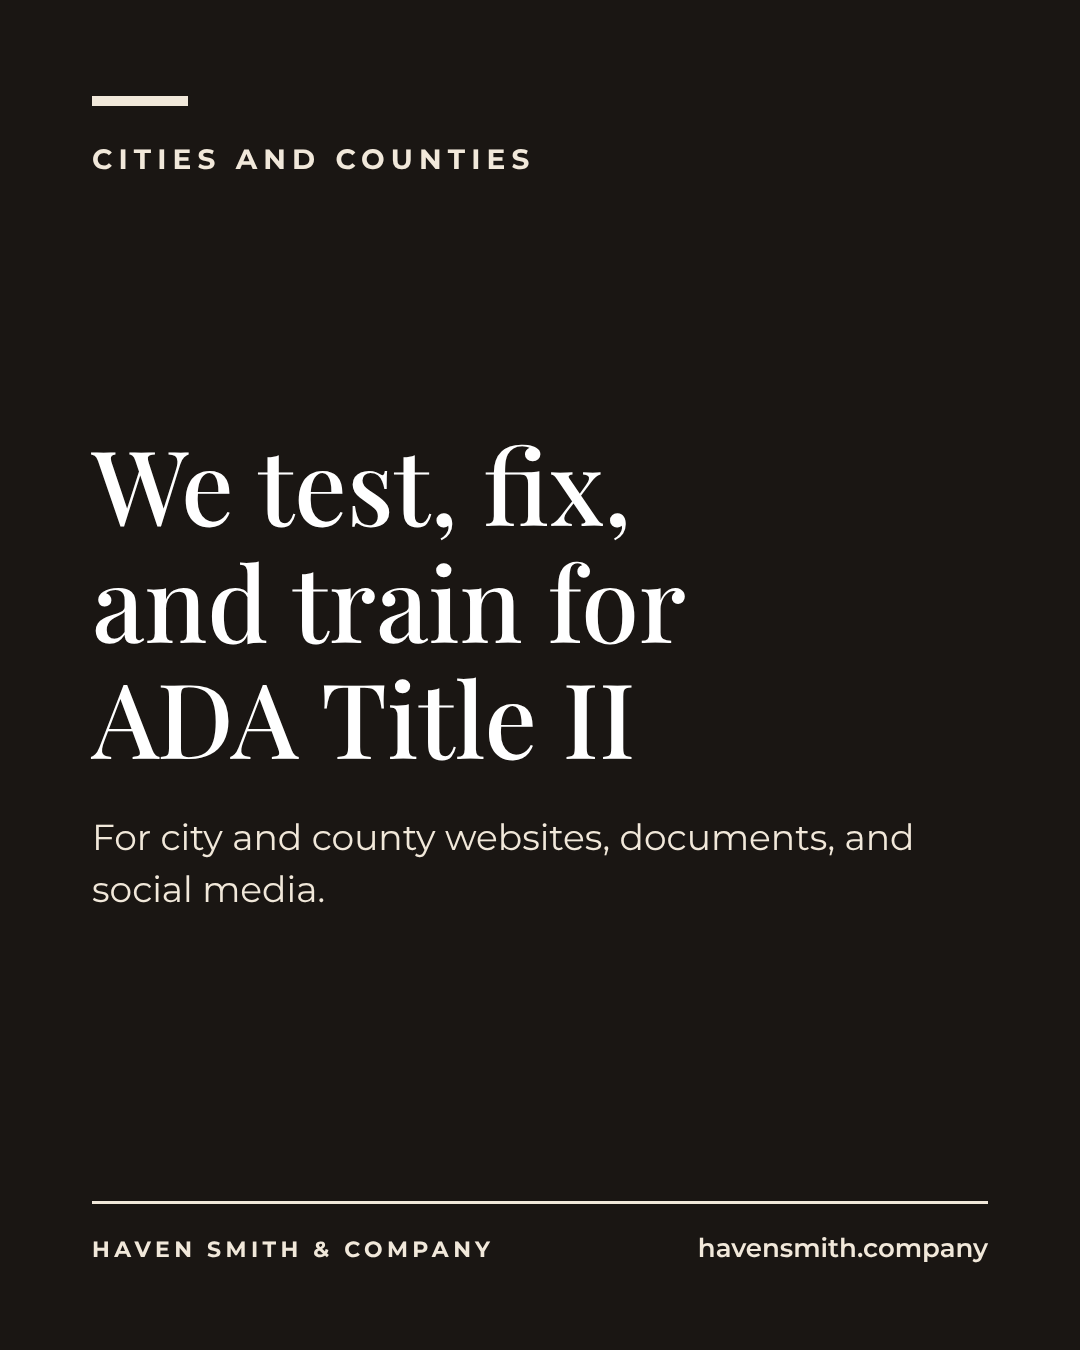 CITIES AND COUNTIES
We test, fix,
and train for
ADA Title II
For city and county websites, documents, and
social media.
HAVEN SMITH & COMPANY
havensmith.company